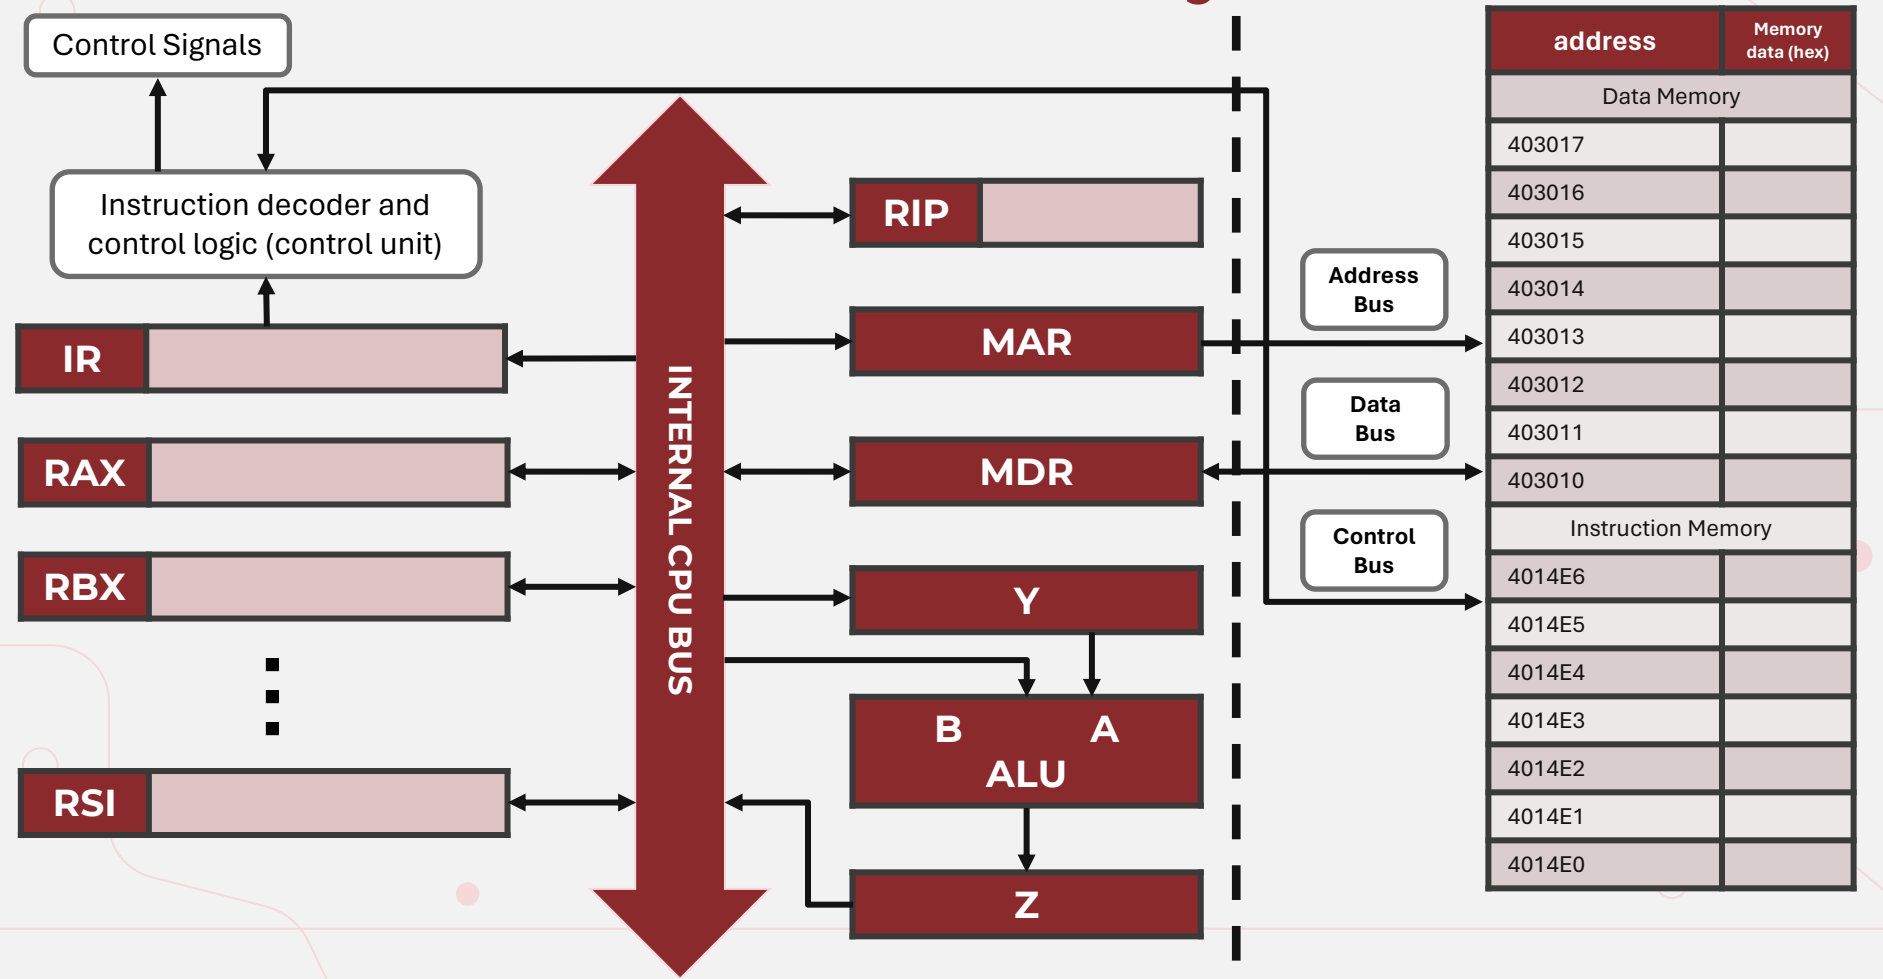 Control Signals
Instruction decoder and
control logic (control unit)
IR
RAX
RBX
RSI
INTERNAL CPU BUS
RIP
MAR
MDR
Y
B A
ALU
Z
Address
Bus
Data
Bus
Control
Bus
address
Memory
data (hex)
Data Memory
403017
403016
403015
403014
403013
403012
403011
403010
Instruction Memory
4014E6
4014E5
4014E4
4014E3
4014E2
4014E1
4014E0